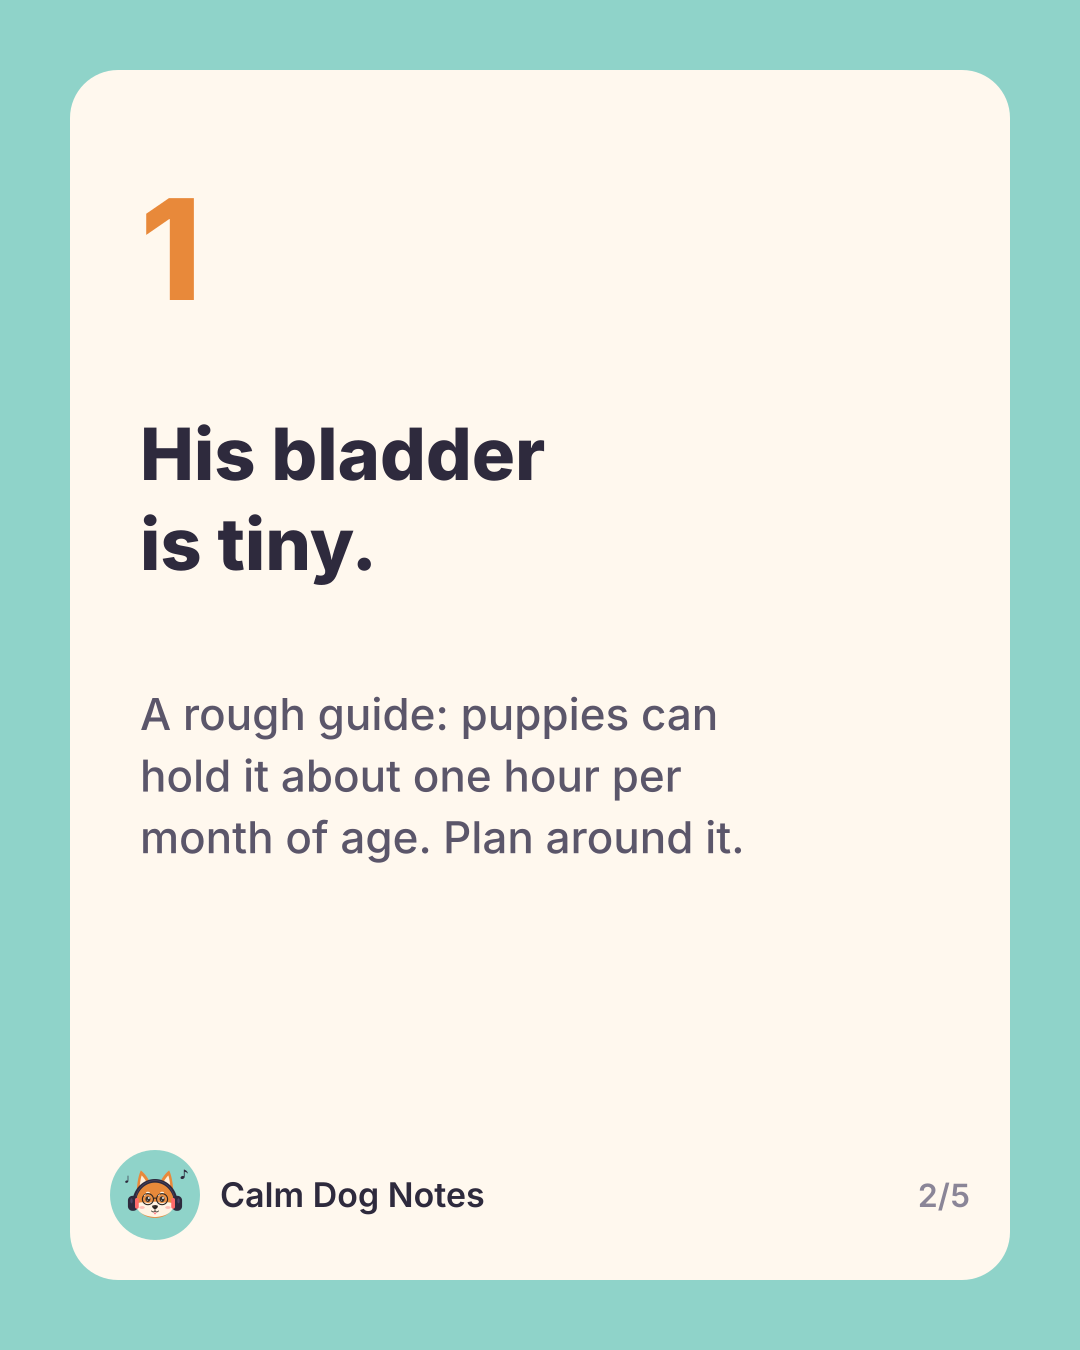 1
His bladder
is tiny.
A rough guide: puppies can
hold it about one hour per
month of age. Plan around it.
Calm Dog Notes
2/5